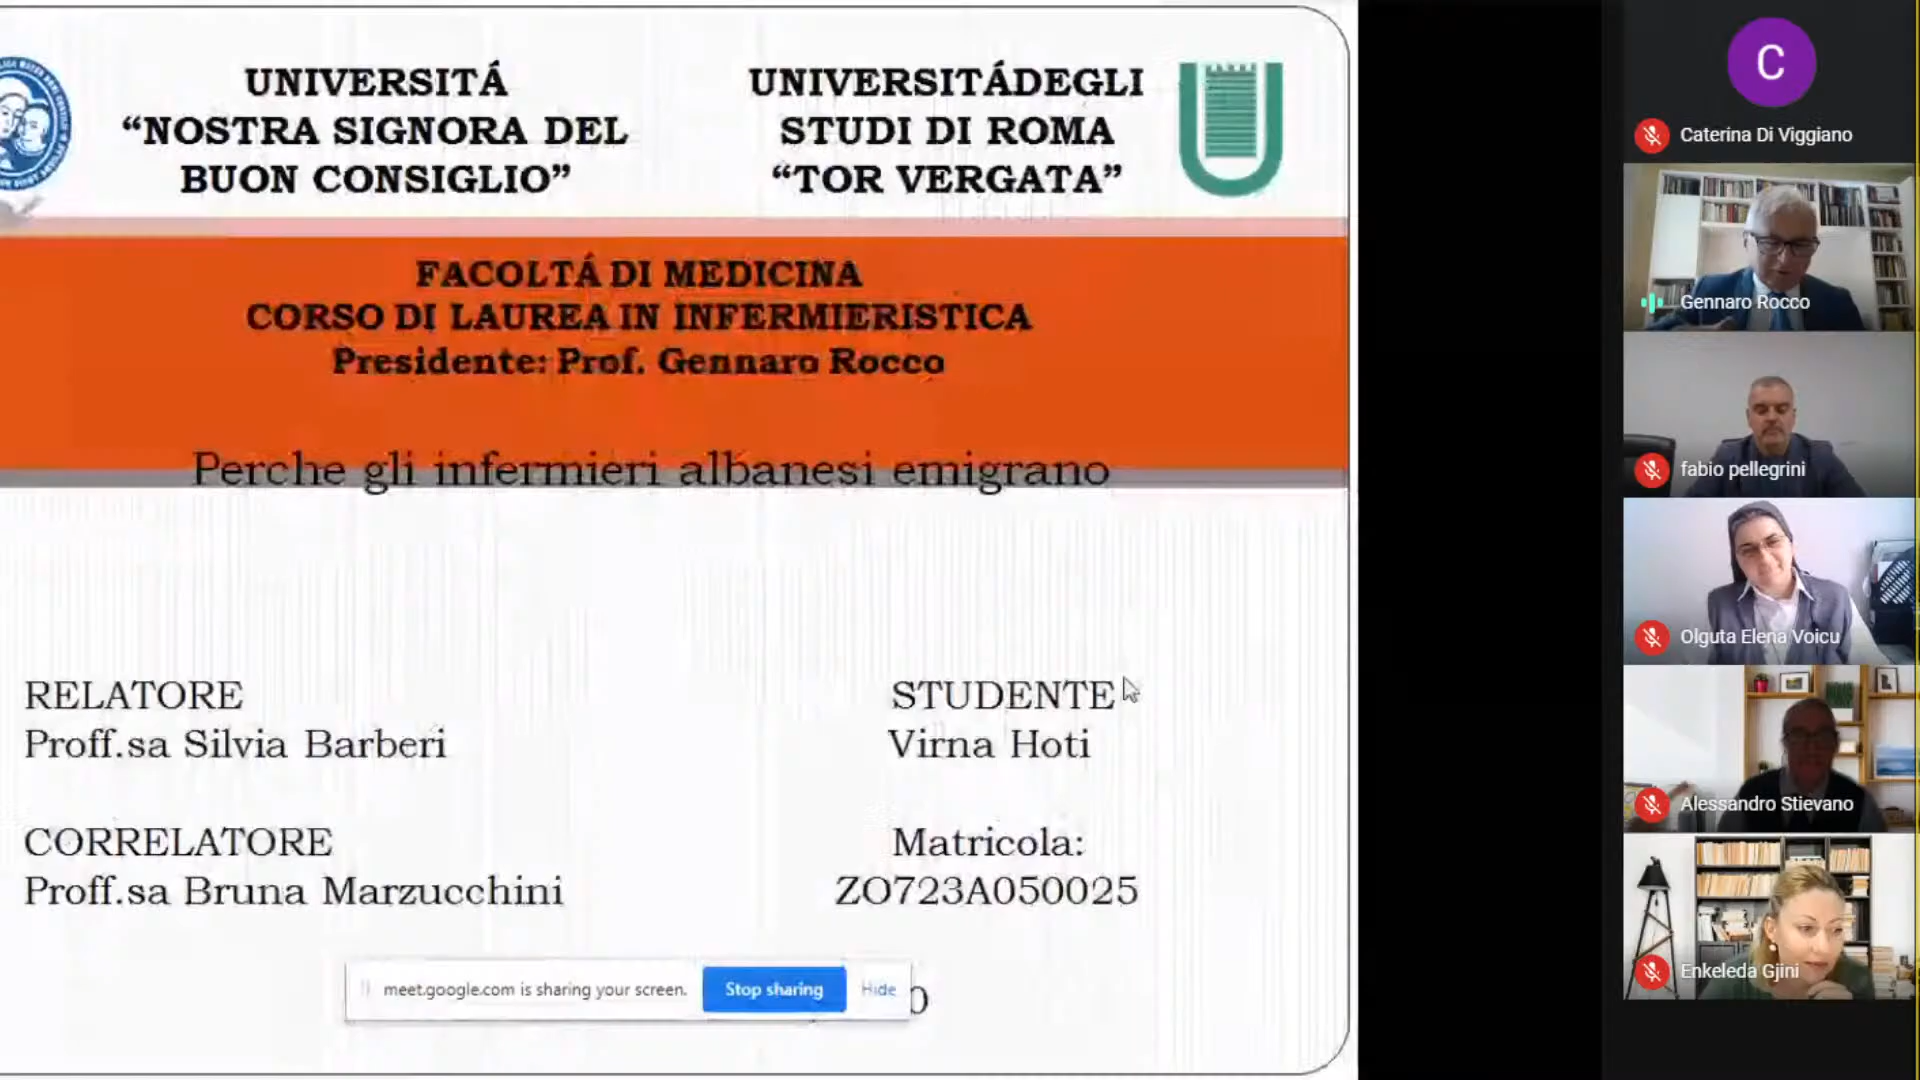 UNIVERSITÁ
“NOSTRA SIGNORA DEL
BUON CONSIGLIO”
UNIVERSITÁDEGLI
STUDI DI ROMA
“TOR VERGATA”
FACOLTÁ DI MEDICINA
CORSO DI LAUREA IN INFERMIERISTICA
Presidente: Prof. Gennaro Rocco
Perche gli infermieri albanesi emigrano
RELATORE
Proff.sa Silvia Barberi
CORRELATORE
Proff.sa Bruna Marzucchini
STUDENTE
Virna Hoti
Matricola:
ZO723A050025
meet.google.com is sharing your screen.
Stop sharing
Hide
C
Caterina Di Viggiano
Gennaro Rocco
fabio pellegrini
Olguta Elena Voicu
Alessandro Stievano
Enkeleda Gjini